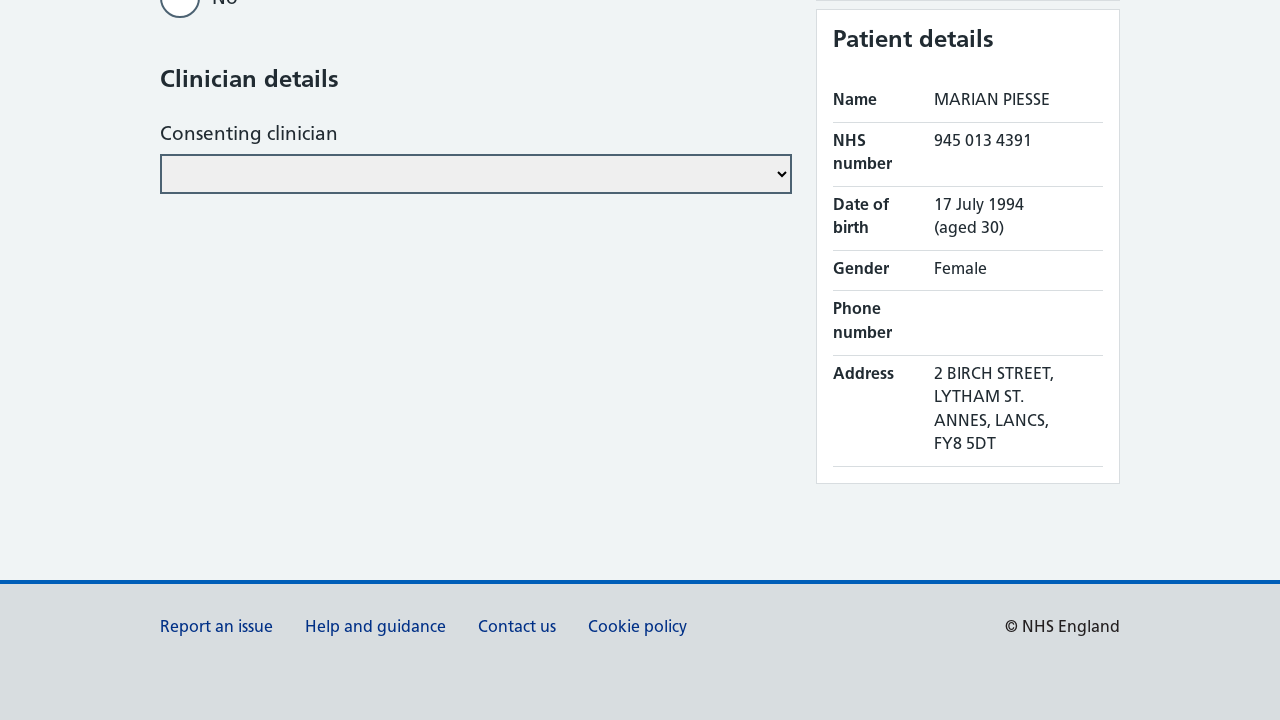 No
Clinician details
Consenting clinician
Patient details
Name MARIAN PIESSE
NHS number 945 013 4391
Date of birth 17 July 1994 (aged 30)
Gender Female
Phone number
Address 2 BIRCH STREET,
LYTHAM ST.
ANNES, LANCS,
FY8 5DT
Report an issue Help and guidance Contact us Cookie policy © NHS England